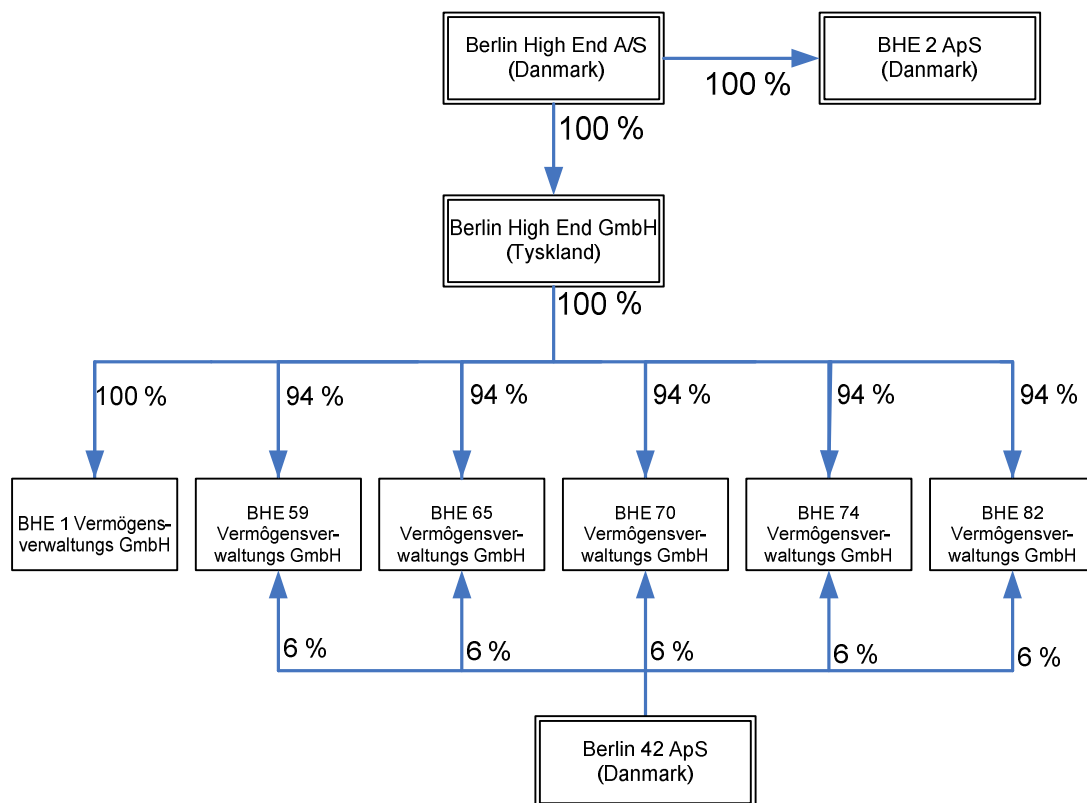 Berlin High End A/S
(Danmark)
BHE 2 ApS
(Danmark)
100 %
100 %
Berlin High End GmbH
(Tyskland)
100 %
100 %
94 %
94 %
94 %
94 %
94 %
BHE 1 Vermögens-
verwaltungs GmbH
BHE 59
Vermôgensver-
waltungs GmbH
BHE 65
Vermôgensver-
waltungs GmbH
BHE 70
Vermôgensver-
waltungs GmbH
BHE 74
Vermôgensver-
waltungs GmbH
BHE 82
Vermôgensver-
waltungs GmbH
6 %
6 %
6 %
6 %
6 %
Berlin 42 ApS
(Danmark)